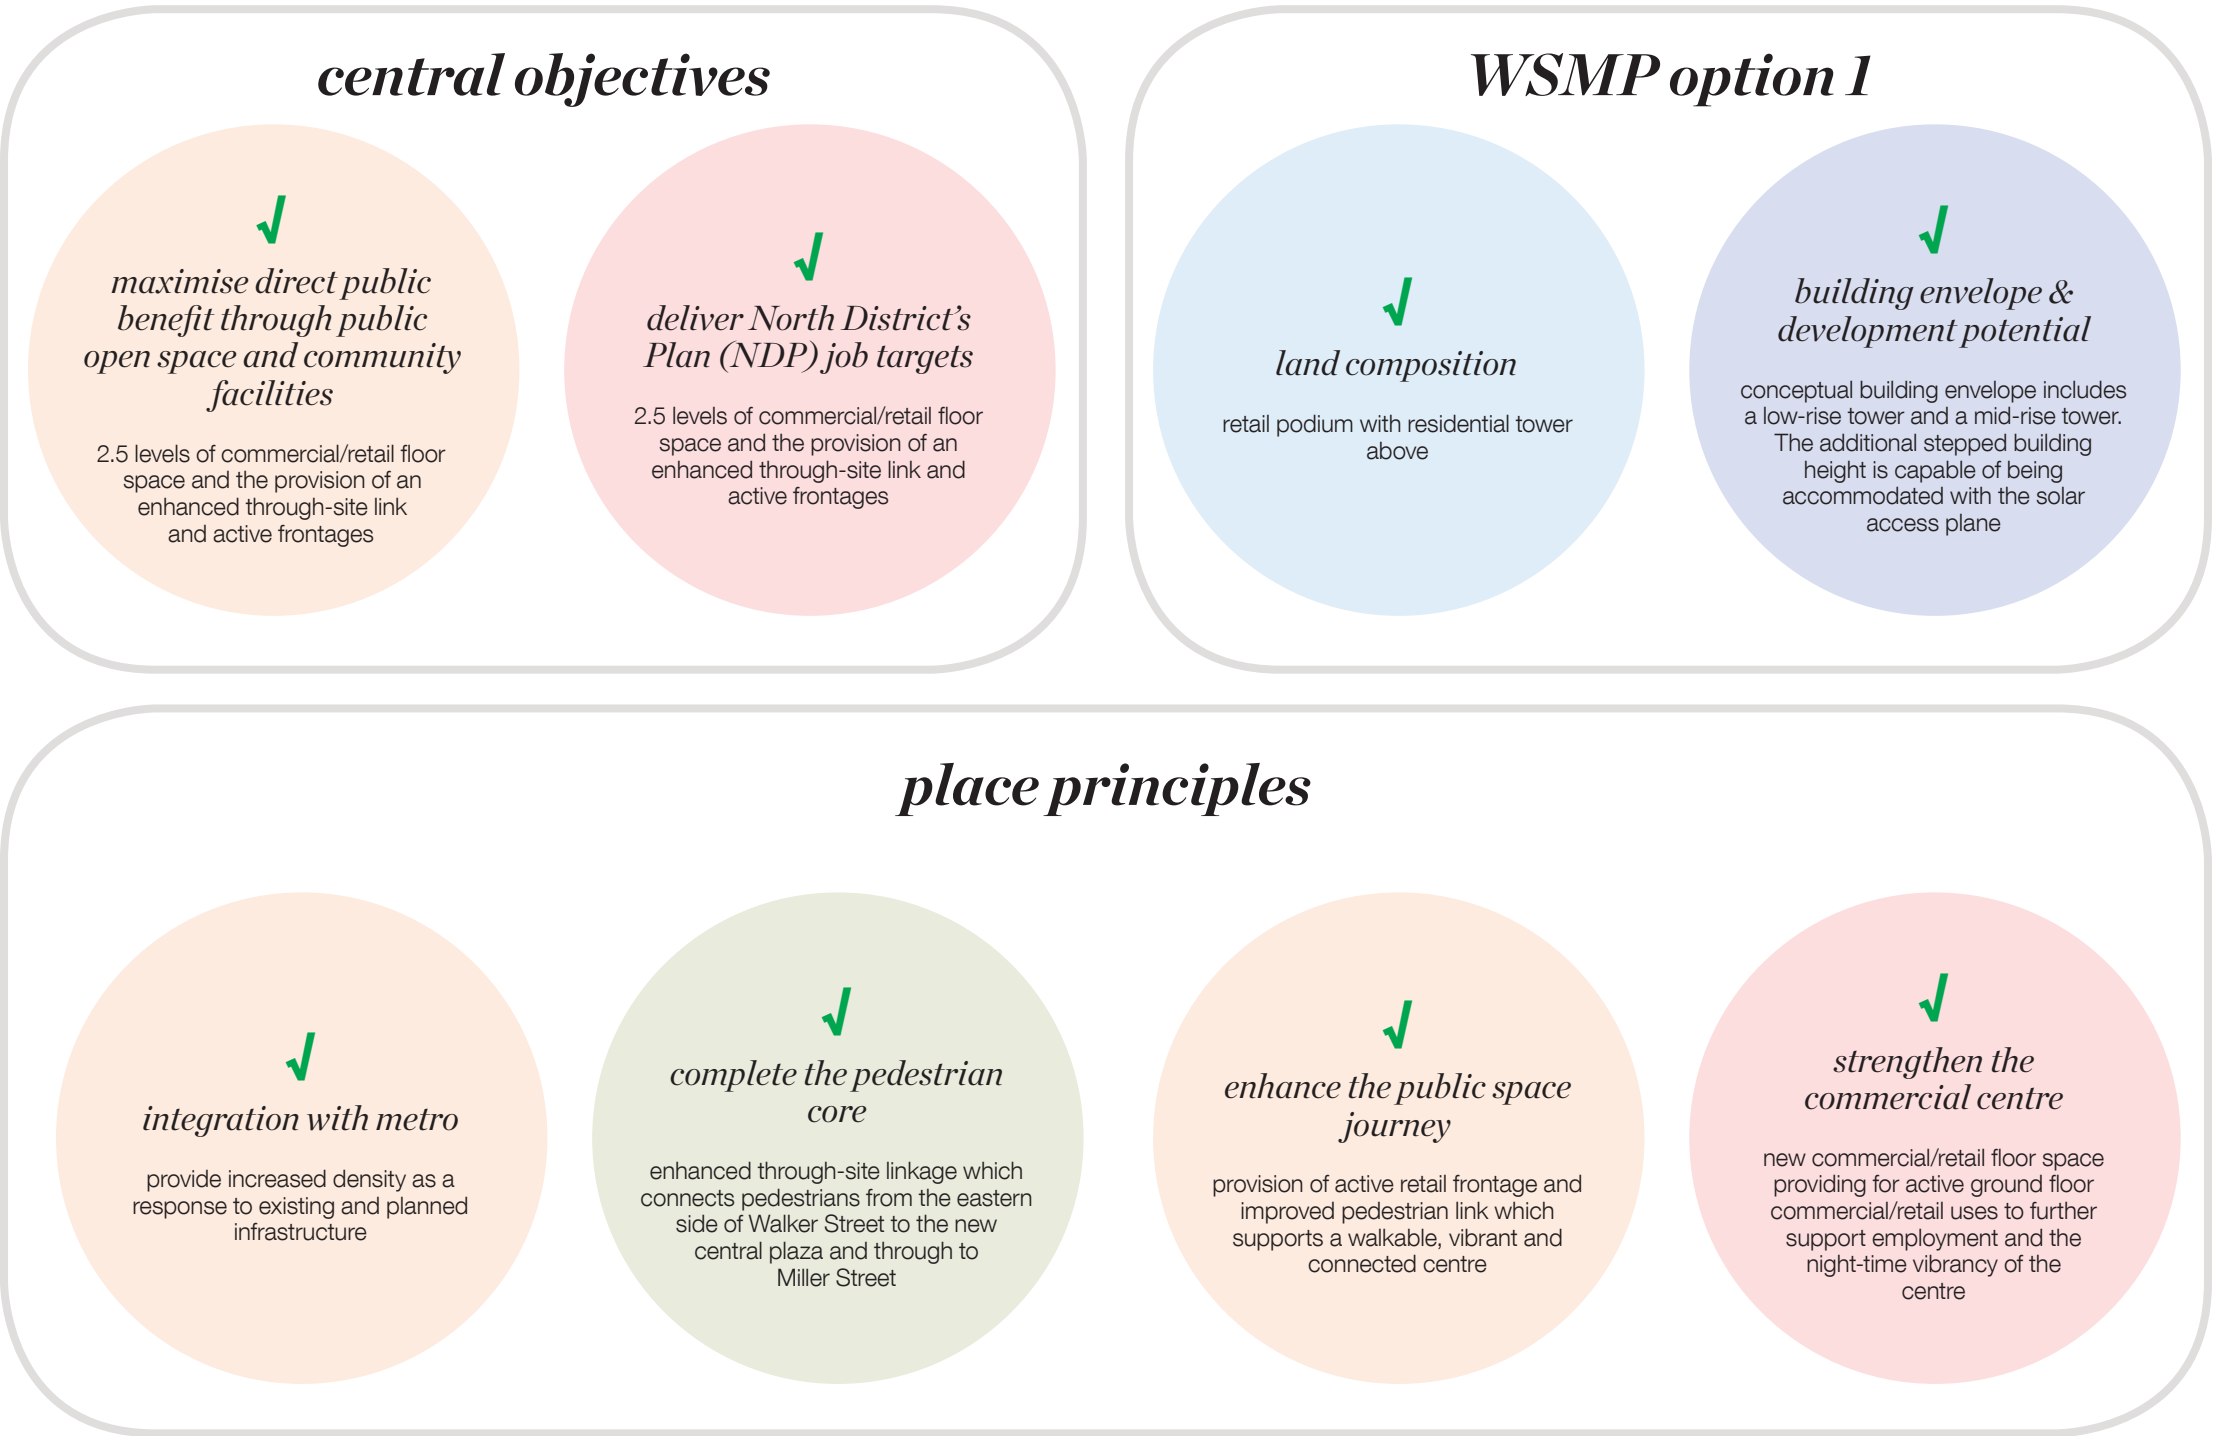 central objectives
maximise direct public
benefit through public
open space and community
facilities
2.5 levels of commercial/retail floor
space and the provision of an
enhanced through-site link
and active frontages
deliver North District’s
Plan (NDP) job targets
2.5 levels of commercial/retail floor
space and the provision of an
enhanced through-site link and
active frontages
WSMP option 1
land composition
retail podium with residential tower
above
building envelope &
development potential
conceptual building envelope includes
a low-rise tower and a mid-rise tower.
The additional stepped building
height is capable of being
accommodated with the solar
access plane
place principles
integration with metro
provide increased density as a
response to existing and planned
infrastructure
complete the pedestrian
core
enhanced through-site linkage which
connects pedestrians from the eastern
side of Walker Street to the new
central plaza and through to
Miller Street
enhance the public space
journey
provision of active retail frontage and
improved pedestrian link which
supports a walkable, vibrant and
connected centre
strengthen the
commercial centre
new commercial/retail floor space
providing for active ground floor
commercial/retail uses to further
support employment and the
night-time vibrancy of the
centre